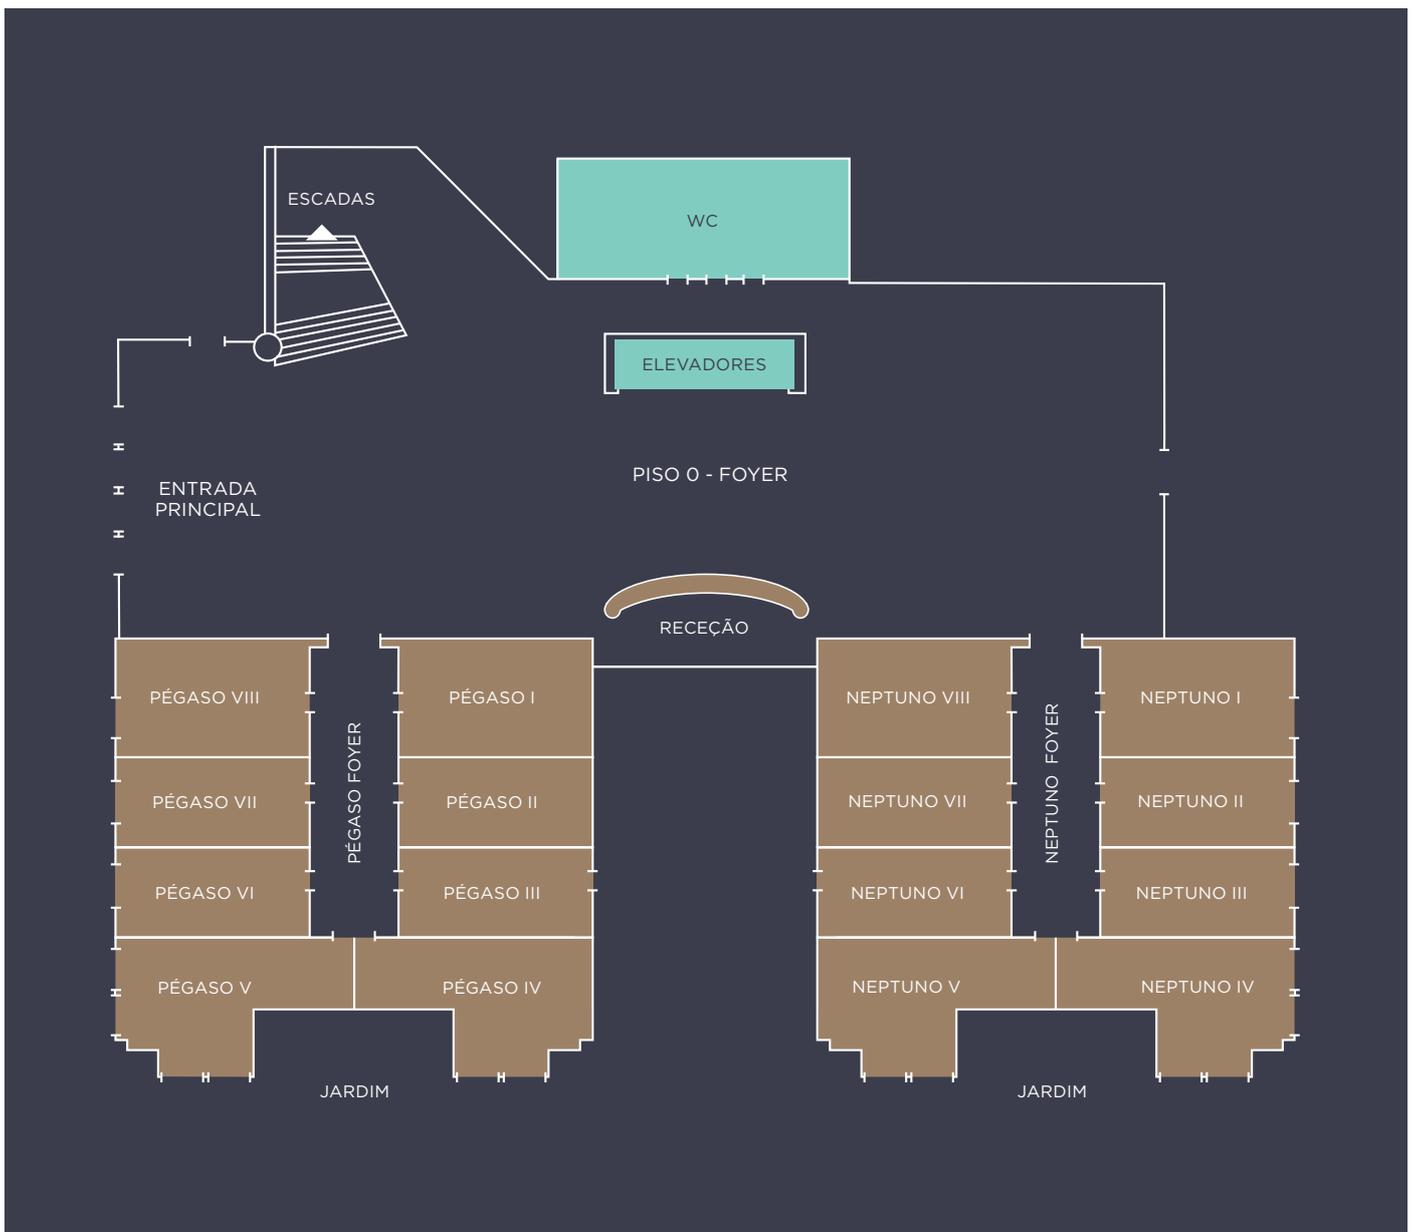 ESCADAS
WC
ELEVADORES
PISO 0 - FOYER
ENTRADA
PRINCIPAL
RECEÇÃO
PÉGASO VIII
PÉGASO I
NEPTUNO VIII
NEPTUNO I
PÉGASO FOYER
NEPTUNO FOYER
PÉGASO VII
PÉGASO II
NEPTUNO VII
NEPTUNO II
PÉGASO VI
PÉGASO III
NEPTUNO VI
NEPTUNO III
PÉGASO V
PÉGASO IV
NEPTUNO V
NEPTUNO IV
JARDIM
JARDIM